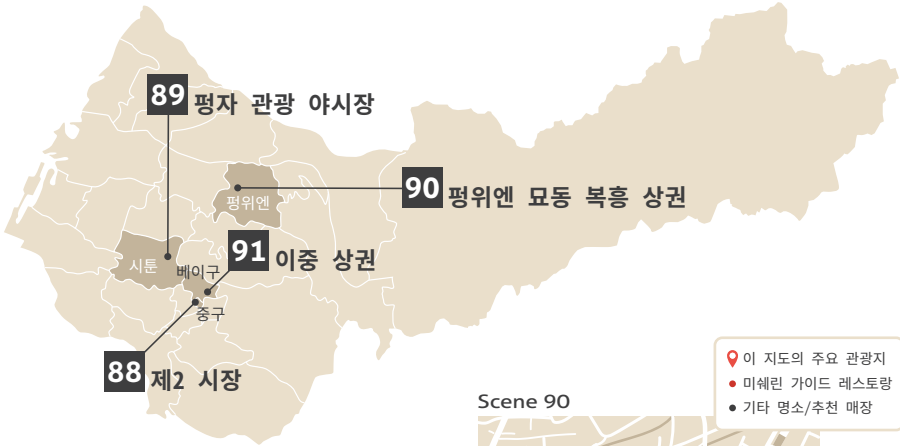 89 펑자 관광 야시장
90 펑위엔 묘동 복흥 상권
펑위엔
91 이중 상권
시툰
베이구
중구
88 제2 시장
이 지도의 주요 관광지
미쉐린 가이드 레스토랑
기타 명소/추천 매장
Scene 90